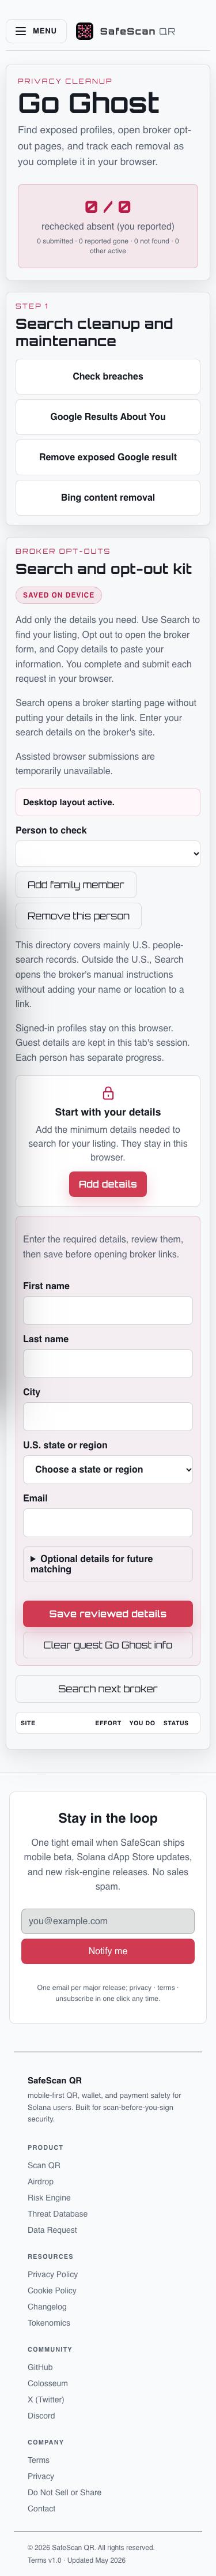 MENU
SafeScan QR
PRIVACY CLEANUP
Go Ghost
Find exposed profiles, open broker opt-
out pages, and track each removal as
you complete it in your browser.
0 / 0
rechecked absent (you reported)
0 submitted · 0 reported gone · 0 not found · 0
other active
STEP 1
Search cleanup and
maintenance
Check breaches
Google Results About You
Remove exposed Google result
Bing content removal
BROKER OPT-OUTS
Search and opt-out kit
SAVED ON DEVICE
Add only the details you need. Use Search to
find your listing, Opt out to open the broker
form, and Copy details to paste your
information. You complete and submit each
request in your browser.
Search opens a broker starting page without
putting your details in the link. Enter your
search details on the broker's site.
Assisted browser submissions are
temporarily unavailable.
Desktop layout active.
Person to check
Add family member
Remove this person
This directory covers mainly U.S. people-
search records. Outside the U.S., Search
opens the broker's manual instructions
without adding your name or location to a
link.
Signed-in profiles stay on this browser.
Guest details are kept in this tab's session.
Each person has separate progress.
Start with your details
Add the minimum details needed to
search for your listing. They stay in this
browser.
Add details
Enter the required details, review them,
then save before opening broker links.
First name
Last name
City
U.S. state or region
Choose a state or region
Email
Optional details for future
matching
Save reviewed details
Clear guest Go Ghost info
Search next broker
SITE EFFORT YOU DO STATUS
Stay in the loop
One tight email when SafeScan ships
mobile beta, Solana dApp Store updates,
and new risk-engine releases. No sales
spam.
you@example.com
Notify me
One email per major release; privacy · terms ·
unsubscribe in one click any time.
SafeScan QR
mobile-first QR, wallet, and payment safety for
Solana users. Built for scan-before-you-sign
security.
PRODUCT
Scan QR
Airdrop
Risk Engine
Threat Database
Data Request
RESOURCES
Privacy Policy
Cookie Policy
Changelog
Tokenomics
COMMUNITY
GitHub
Colosseum
X (Twitter)
Discord
COMPANY
Terms
Privacy
Do Not Sell or Share
Contact
© 2026 SafeScan QR. All rights reserved.
Terms v1.0 · Updated May 2026